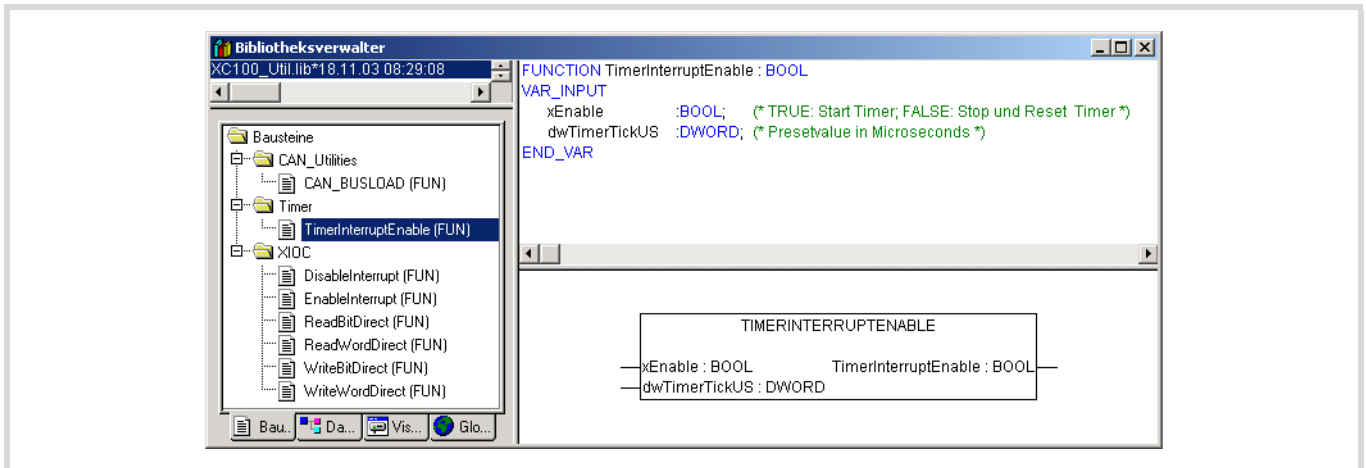 Bibliotheksverwalter
XC100_Util.lib*18.11.03 08:29:08
Bausteine
CAN_Utilities
CAN_BUSLOAD (FUN)
Timer
TimerInterruptEnable (FUN)
XIOC
DisableInterrupt (FUN)
EnableInterrupt (FUN)
ReadBitDirect (FUN)
ReadWordDirect (FUN)
WriteBitDirect (FUN)
WriteWordDirect (FUN)
Bau.. Da... Vis... Glo...
FUNCTION TimerInterruptEnable : BOOL
VAR_INPUT
xEnable :BOOL; (* TRUE: Start Timer; FALSE: Stop und Reset Timer *)
dwTimerTickUS :DWORD; (* Presetvalue in Microseconds *)
END_VAR
TIMERINTERRUPTENABLE
xEnable : BOOL TimerInterruptEnable : BOOL
dwTimerTickUS : DWORD